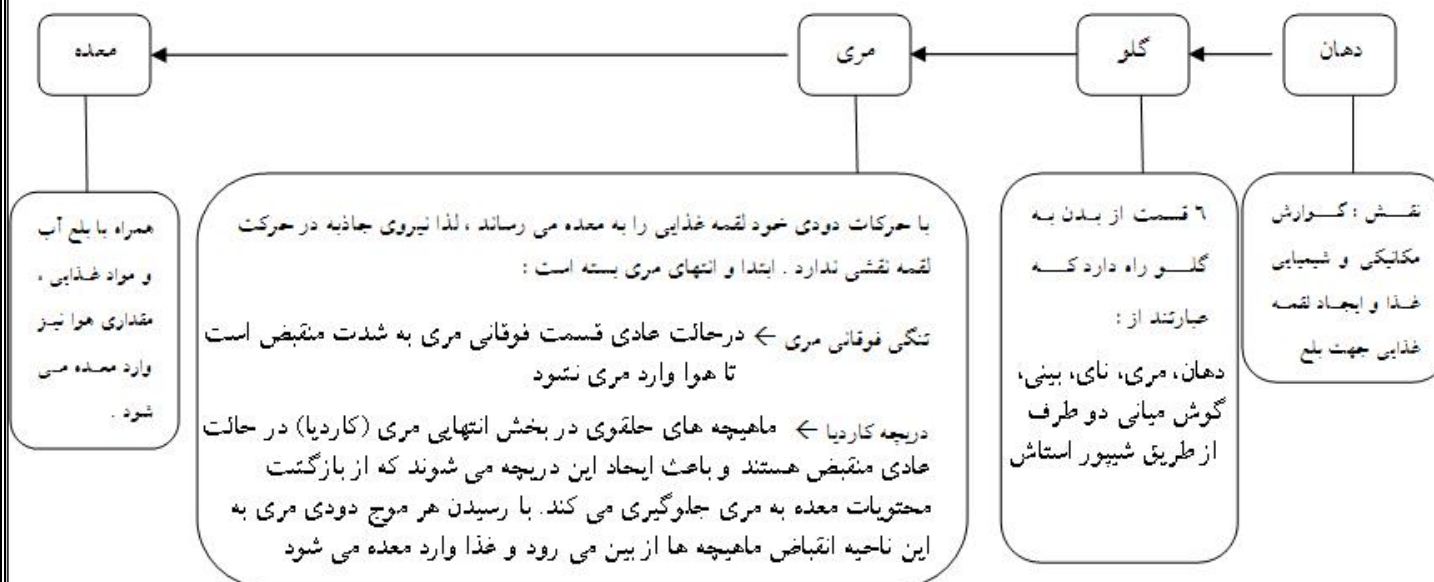 دهان
گلو
مری
معده
نقش : گوارش
مکانیکی و شیمیایی
غذا و ایجاد لقمه
غذایی جهت بلع
٦ قسمت از بدن به
گلو راه دارد که
عبارتند از :
دهان، مری، نای، بینی،
گوش میانی دو طرف
از طریق شیپور استاش
با حرکات دودی خود لقمه غذایی را به معده می رساند ، لذا نیروی جاذبه در حرکت
لقمه نقشی ندارد . ابتدا و انتهای مری بسته است :
تنگی فوقانی مری ← درحالت عادی قسمت فوقانی مری به شدت منقبض است
تا هوا وارد مری نشود
دریچه کاردیا ← ماهیچه های حلقوی در بخش انتهایی مری (کاردیا) در حالت
عادی منقبض هستند و باعث ایحاد این دریچه می شوند که از بازگشت
محتویات معده به مری جلوگیری می کند. با رسیدن هر موج دودی مری به
این ناحیه انقباض ماهیچه ها از بین می رود و غذا وارد معده می شود
همراه با بلع آب
و مواد غذایی ،
مقداری هوا نیز
وارد معده می
شود .